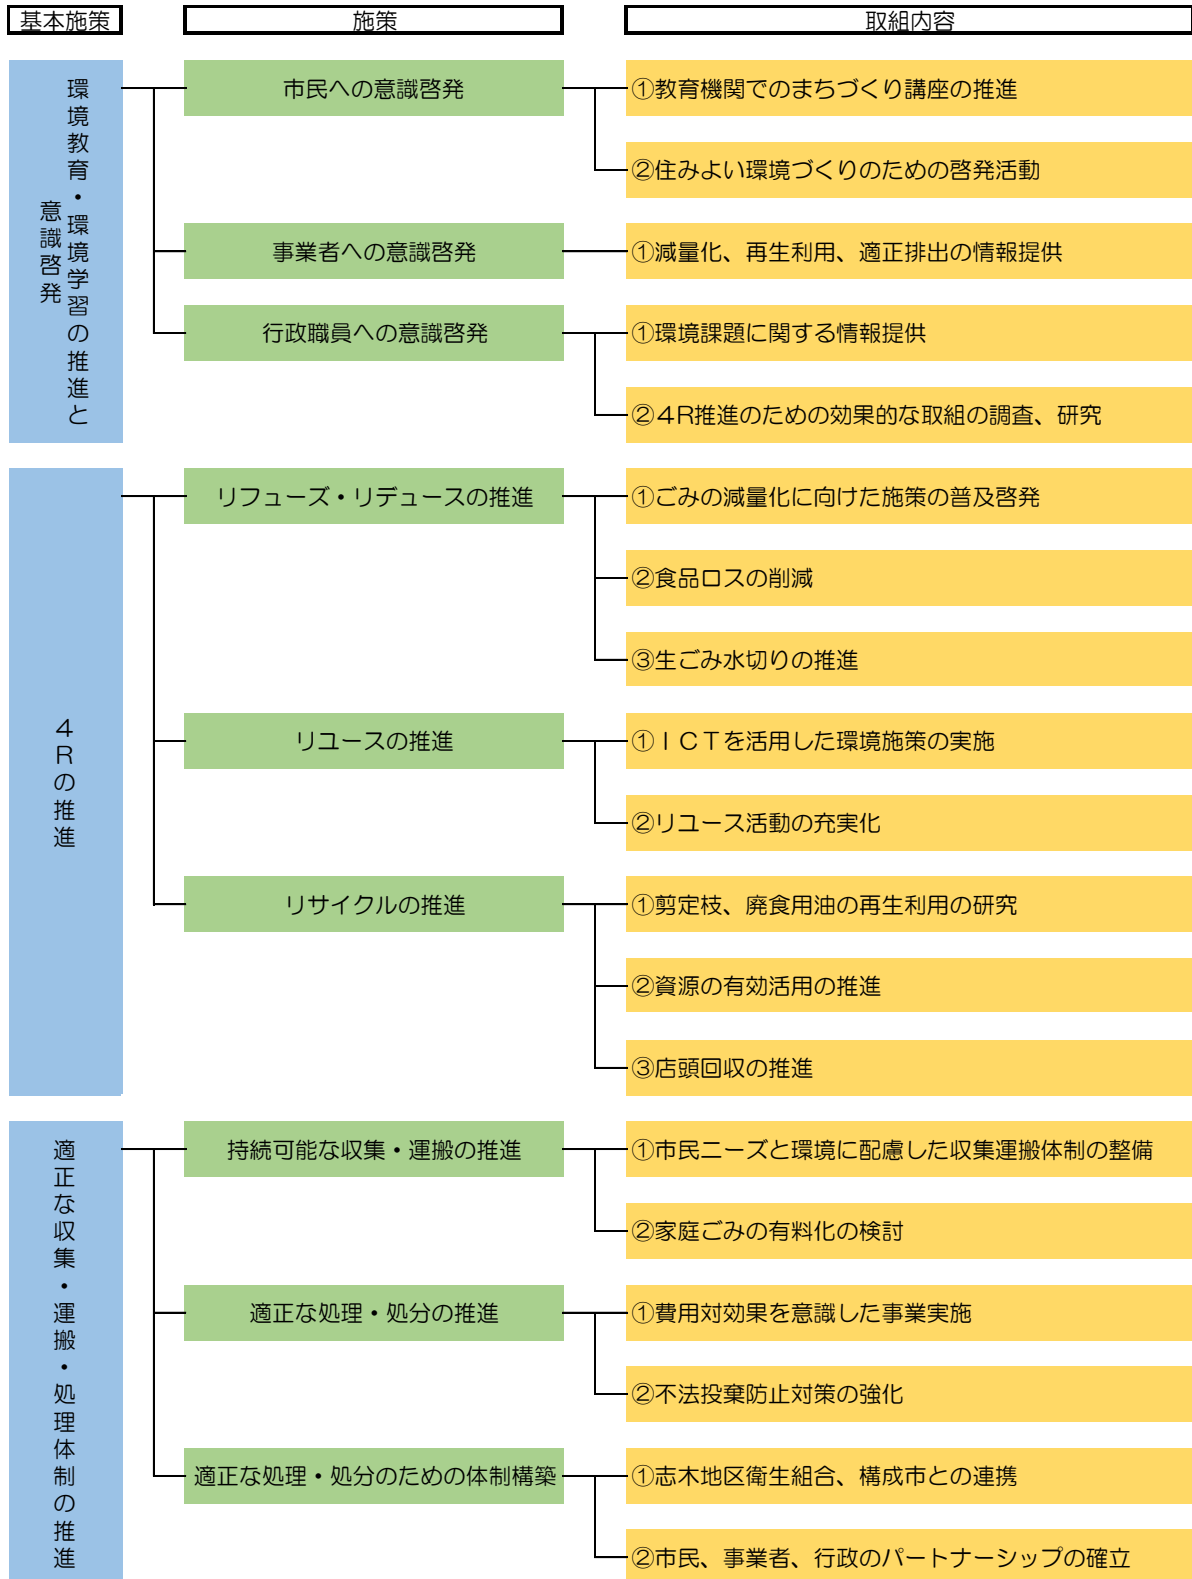 基本施策
施策
取組内容
環境教育・環境学習の推進と
意識啓発
市民への意識啓発
①教育機関でのまちづくり講座の推進
②住みよい環境づくりのための啓発活動
事業者への意識啓発
①減量化、再生利用、適正排出の情報提供
行政職員への意識啓発
①環境課題に関する情報提供
②４R推進のための効果的な取組の調査、研究
４Rの推進
リフューズ・リデュースの推進
①ごみの減量化に向けた施策の普及啓発
②食品ロスの削減
③生ごみ水切りの推進
リユースの推進
①ＩＣＴを活用した環境施策の実施
②リユース活動の充実化
リサイクルの推進
①剪定枝、廃食用油の再生利用の研究
②資源の有効活用の推進
③店頭回収の推進
適正な収集・運搬・処理体制の推進
持続可能な収集・運搬の推進
①市民ニーズと環境に配慮した収集運搬体制の整備
②家庭ごみの有料化の検討
適正な処理・処分の推進
①費用対効果を意識した事業実施
②不法投棄防止対策の強化
適正な処理・処分のための体制構築
①志木地区衛生組合、構成市との連携
②市民、事業者、行政のパートナーシップの確立